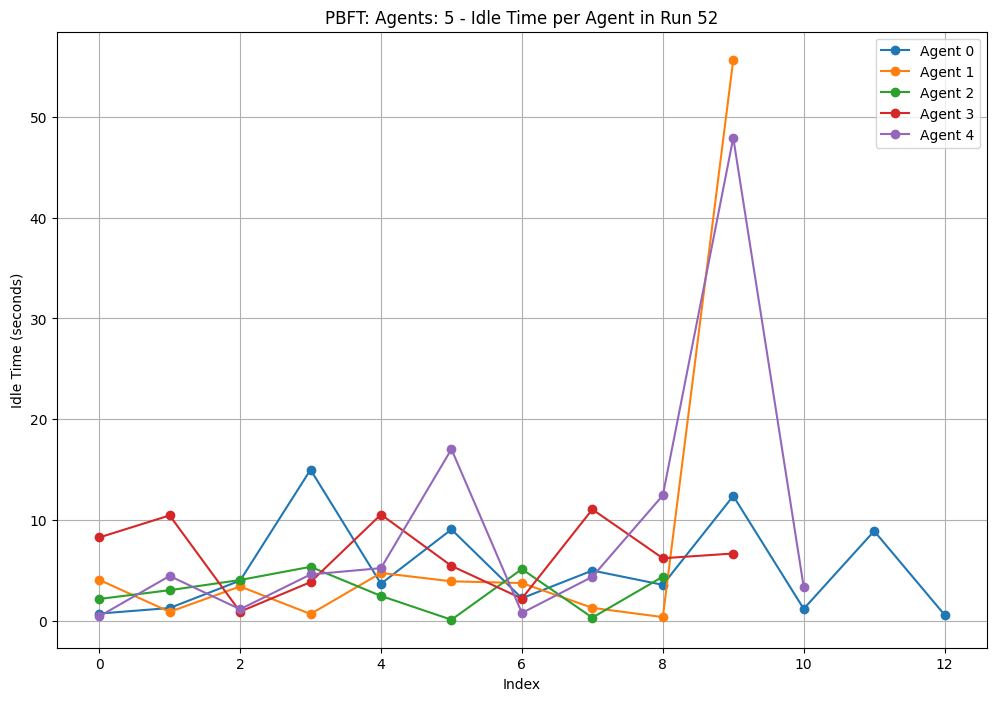 PBFT: Agents: 5 - Idle Time per Agent in Run 52
Agent 0
Agent 1
Agent 2
Agent 3
Agent 4
Idle Time (seconds)
50
40
30
20
10
0
0 2 4 6 8 10 12
Index